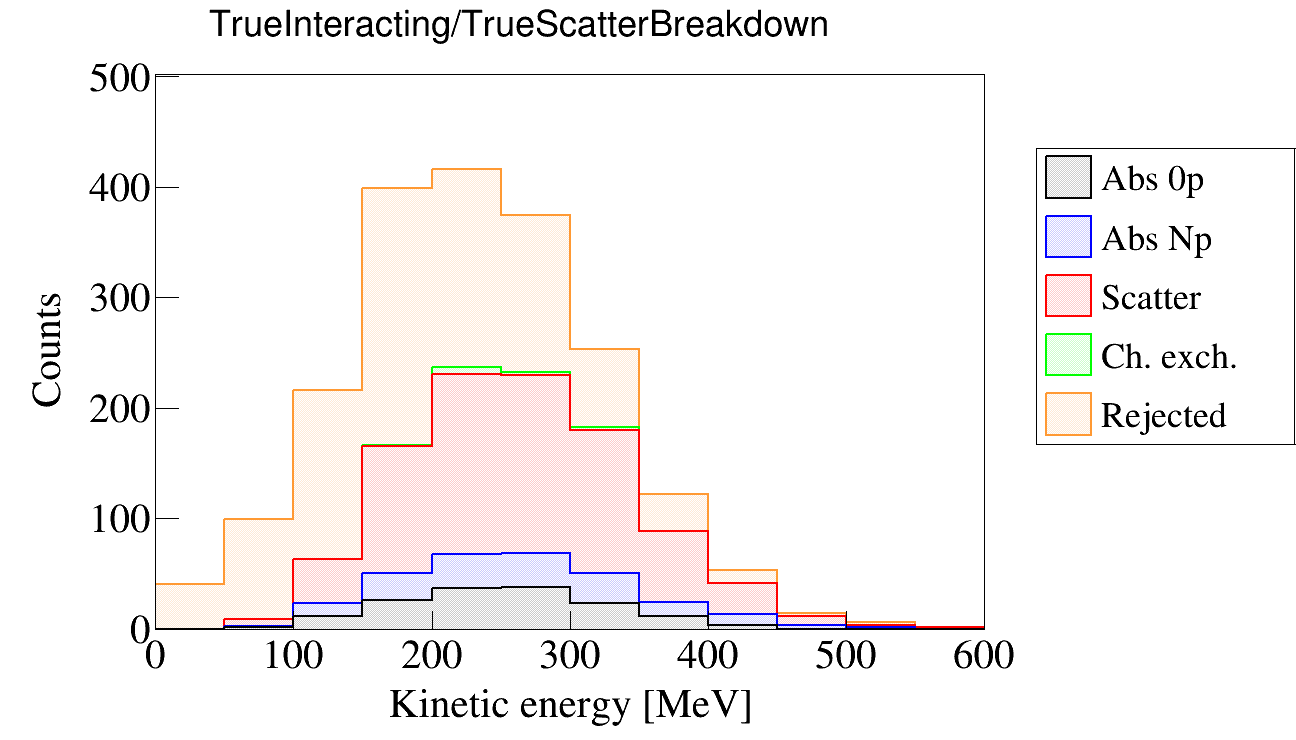 TrueInteracting/TrueScatterBreakdown
500
400
300
200
100
0
Counts
0 100 200 300 400 500 600
Kinetic energy [MeV]
Abs 0p
Abs Np
Scatter
Ch. exch.
Rejected